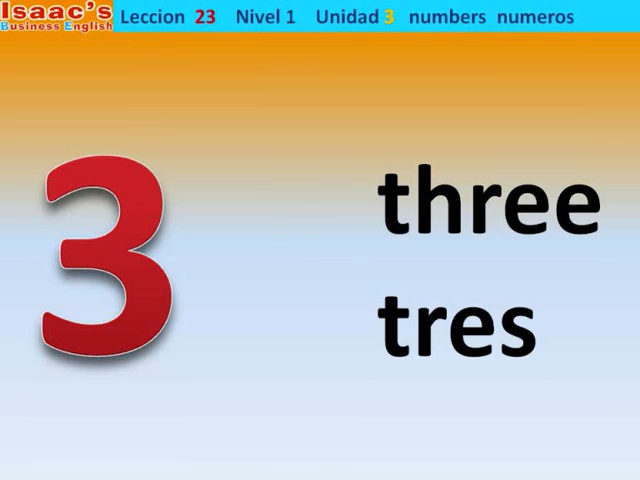 Isaac's
Business English
Leccion 23 Nivel 1 Unidad 3 numbers numeros
3
three
tres